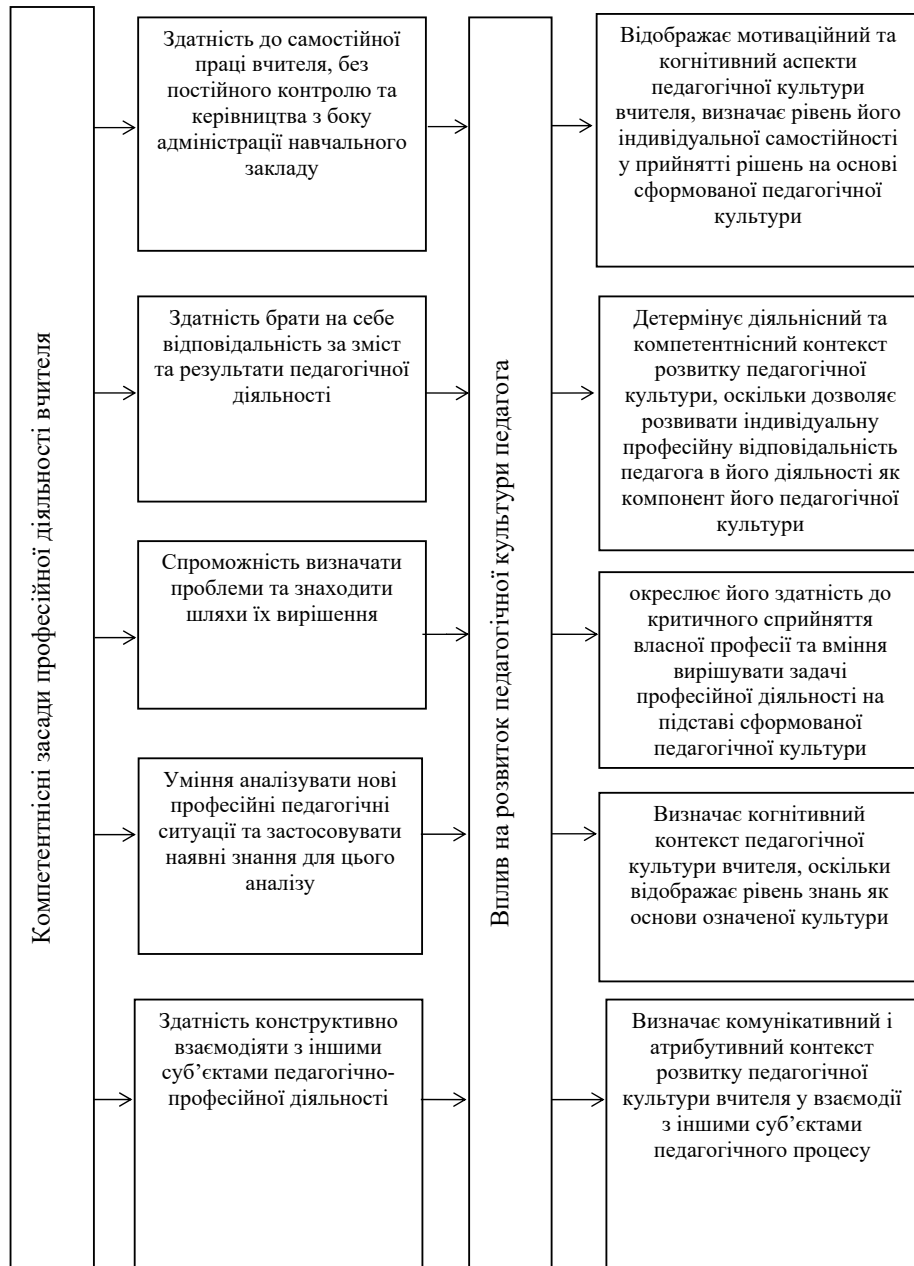 Компетентнісні засади професійної діяльності вчителя
Здатність до самостійної
праці вчителя, без
постійного контролю та
керівництва з боку
адміністрації навчального
закладу
Здатність брати на себе
відповідальність за зміст
та результати педагогічної
діяльності
Спроможність визначати
проблеми та знаходити
шляхи їх вирішення
Уміння аналізувати нові
професійні педагогічні
ситуації та застосовувати
наявні знання для цього
аналізу
Здатність конструктивно
взаємодіяти з іншими
суб’єктами педагогічно-
професійної діяльності
Вплив на розвиток педагогічної культури педагога
Відображає мотиваційний та
когнітивний аспекти
педагогічної культури
вчителя, визначає рівень його
індивідуальної самостійності
у прийнятті рішень на основі
сформованої педагогічної
культури
Детермінує діяльнісний та
компетентнісний контекст
розвитку педагогічної
культури, оскільки дозволяє
розвивати індивідуальну
професійну відповідальність
педагога в його діяльності як
компонент його педагогічної
культури
окреслює його здатність до
критичного сприйняття
власної професії та вміння
вирішувати задачі
професійної діяльності на
підставі сформованої
педагогічної культури
Визначає когнітивний
контекст педагогічної
культури вчителя, оскільки
відображає рівень знань як
основи означеної культури
Визначає комунікативний і
атрибутивний контекст
розвитку педагогічної
культури вчителя у взаємодії
з іншими суб’єктами
педагогічного процесу